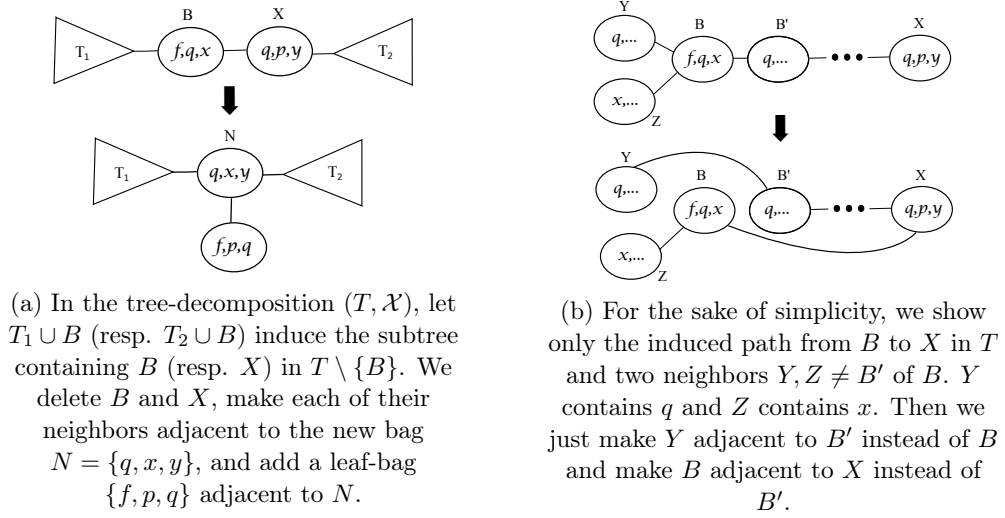 B
X
T1
f,q,x
q,p,y
T2
N
T1
q,x,y
T2
f,p,q
(a) In the tree-decomposition (T, 𝒳), let
T1 ∪ B (resp. T2 ∪ B) induce the subtree
containing B (resp. X) in T \ {B}. We
delete B and X, make each of their
neighbors adjacent to the new bag
N = {q, x, y}, and add a leaf-bag
{f, p, q} adjacent to N.
Y
B
B'
X
q,...
f,q,x
q,...
•••
q,p,y
x,...
Z
Y
B
B'
X
q,...
f,q,x
q,...
•••
q,p,y
x,...
Z
(b) For the sake of simplicity, we show
only the induced path from B to X in T
and two neighbors Y, Z ≠ B′ of B. Y
contains q and Z contains x. Then we
just make Y adjacent to B′ instead of B
and make B adjacent to X instead of
B′.